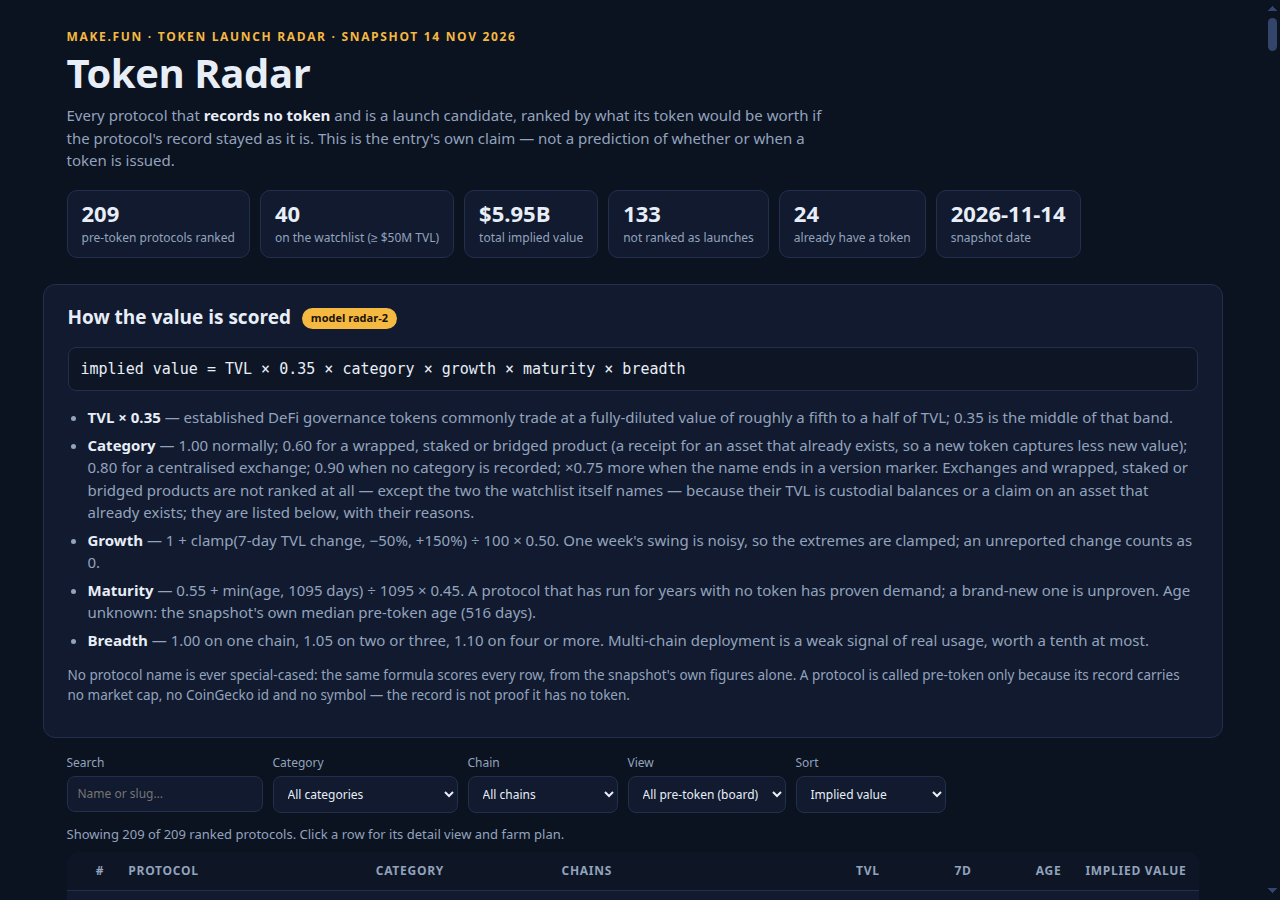 MAKE.FUN · TOKEN LAUNCH RADAR · SNAPSHOT 14 NOV 2026
Token Radar
Every protocol that records no token and is a launch candidate, ranked by what its token would be worth if
the protocol's record stayed as it is. This is the entry's own claim — not a prediction of whether or when a
token is issued.
209
pre-token protocols ranked
40
on the watchlist (≥ $50M TVL)
$5.95B
total implied value
133
not ranked as launches
24
already have a token
2026-11-14
snapshot date
How the value is scored
model radar-2
implied value = TVL × 0.35 × category × growth × maturity × breadth
• TVL × 0.35 — established DeFi governance tokens commonly trade at a fully-diluted value of roughly a fifth to a half of TVL; 0.35 is the middle of that band.
• Category — 1.00 normally; 0.60 for a wrapped, staked or bridged product (a receipt for an asset that already exists, so a new token captures less new value);
0.80 for a centralised exchange; 0.90 when no category is recorded; ×0.75 more when the name ends in a version marker. Exchanges and wrapped, staked or
bridged products are not ranked at all — except the two the watchlist itself names — because their TVL is custodial balances or a claim on an asset that
already exists; they are listed below, with their reasons.
• Growth — 1 + clamp(7-day TVL change, −50%, +150%) ÷ 100 × 0.50. One week's swing is noisy, so the extremes are clamped; an unreported change counts as
0.
• Maturity — 0.55 + min(age, 1095 days) ÷ 1095 × 0.45. A protocol that has run for years with no token has proven demand; a brand-new one is unproven. Age
unknown: the snapshot's own median pre-token age (516 days).
• Breadth — 1.00 on one chain, 1.05 on two or three, 1.10 on four or more. Multi-chain deployment is a weak signal of real usage, worth a tenth at most.
No protocol name is ever special-cased: the same formula scores every row, from the snapshot's own figures alone. A protocol is called pre-token only because its record carries
no market cap, no CoinGecko id and no symbol — the record is not proof it has no token.
Search
Category
Chain
View
Sort
Name or slug...
All categories
All chains
All pre-token (board)
Implied value
Showing 209 of 209 ranked protocols. Click a row for its detail view and farm plan.
# PROTOCOL CATEGORY CHAINS TVL 7D AGE IMPLIED VALUE